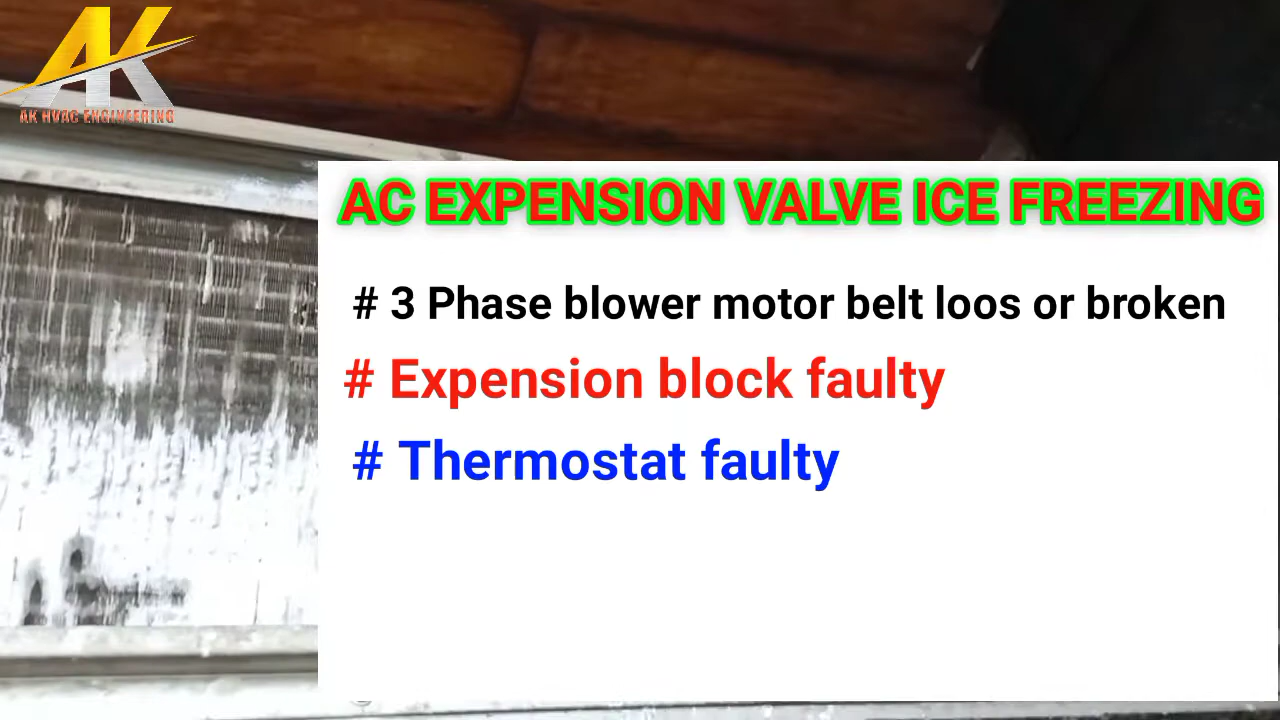 AK
AK HVAC ENGINEERING
AC EXPENSION VALVE ICE FREEZING
# 3 Phase blower motor belt loos or broken
# Expension block faulty
# Thermostat faulty